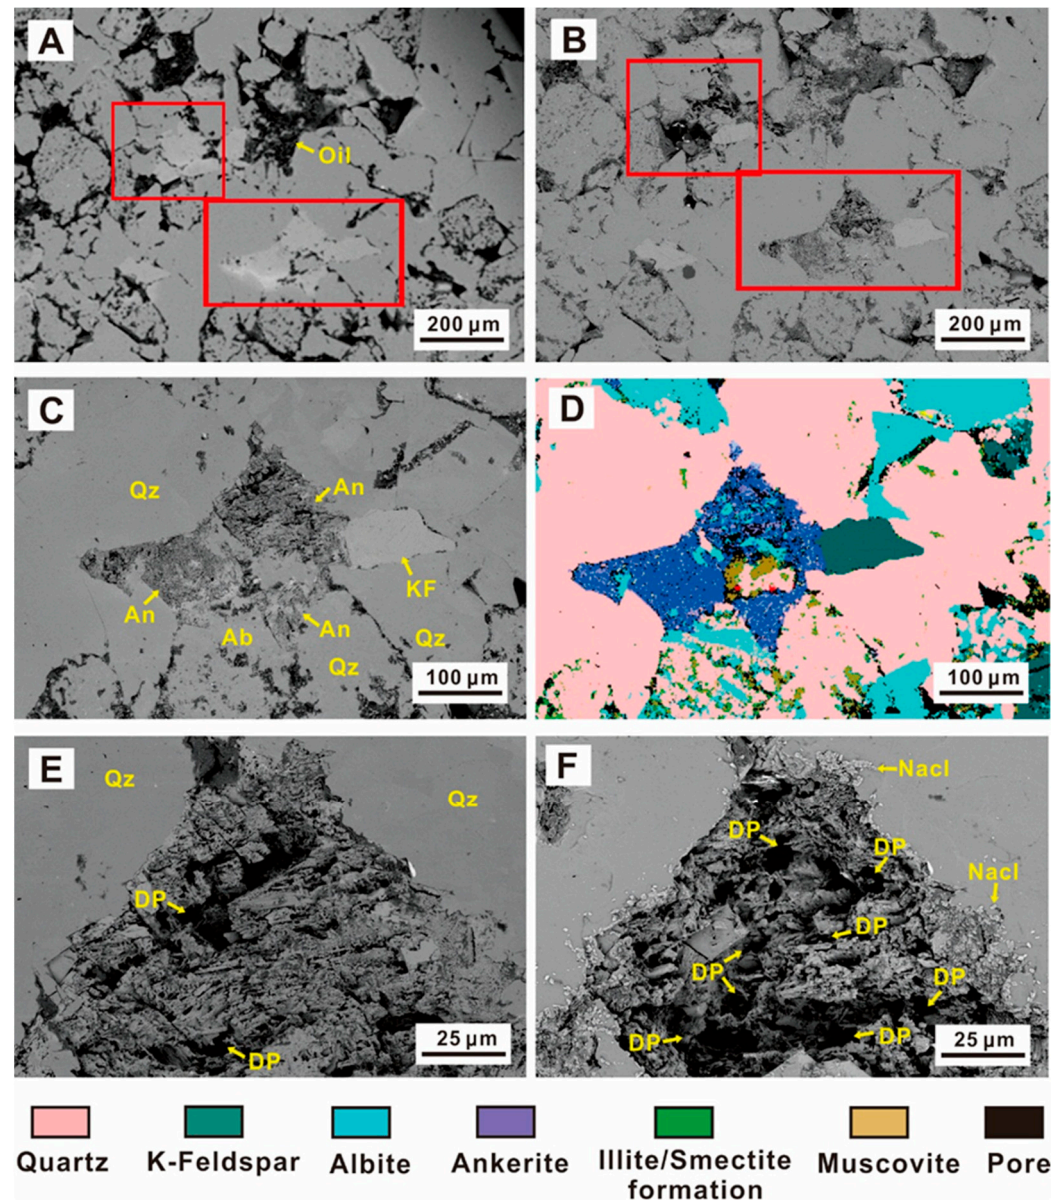 A
Oil
200 µm
B
200 µm
C
Qz
An
KF
An
Ab
An
Qz
Qz
100 µm
D
100 µm
E
Qz
Qz
DP
DP
25 µm
F
Nacl
DP
DP
Nacl
DP
DP
DP
DP
DP
25 µm
Quartz
K-Feldspar
Albite
Ankerite
Illite/Smectite
formation
Muscovite
Pore